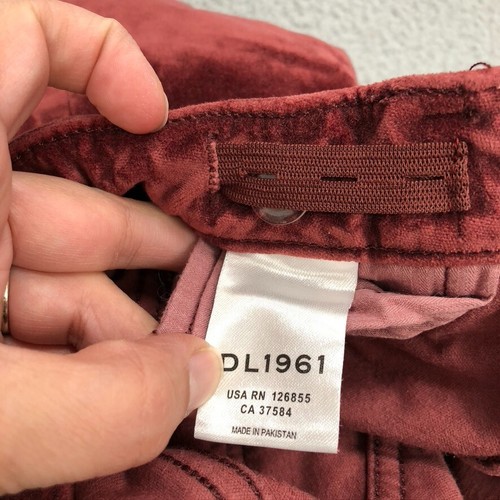 DL1961
USA RN 126855
CA 37584
MADE IN PAKISTAN